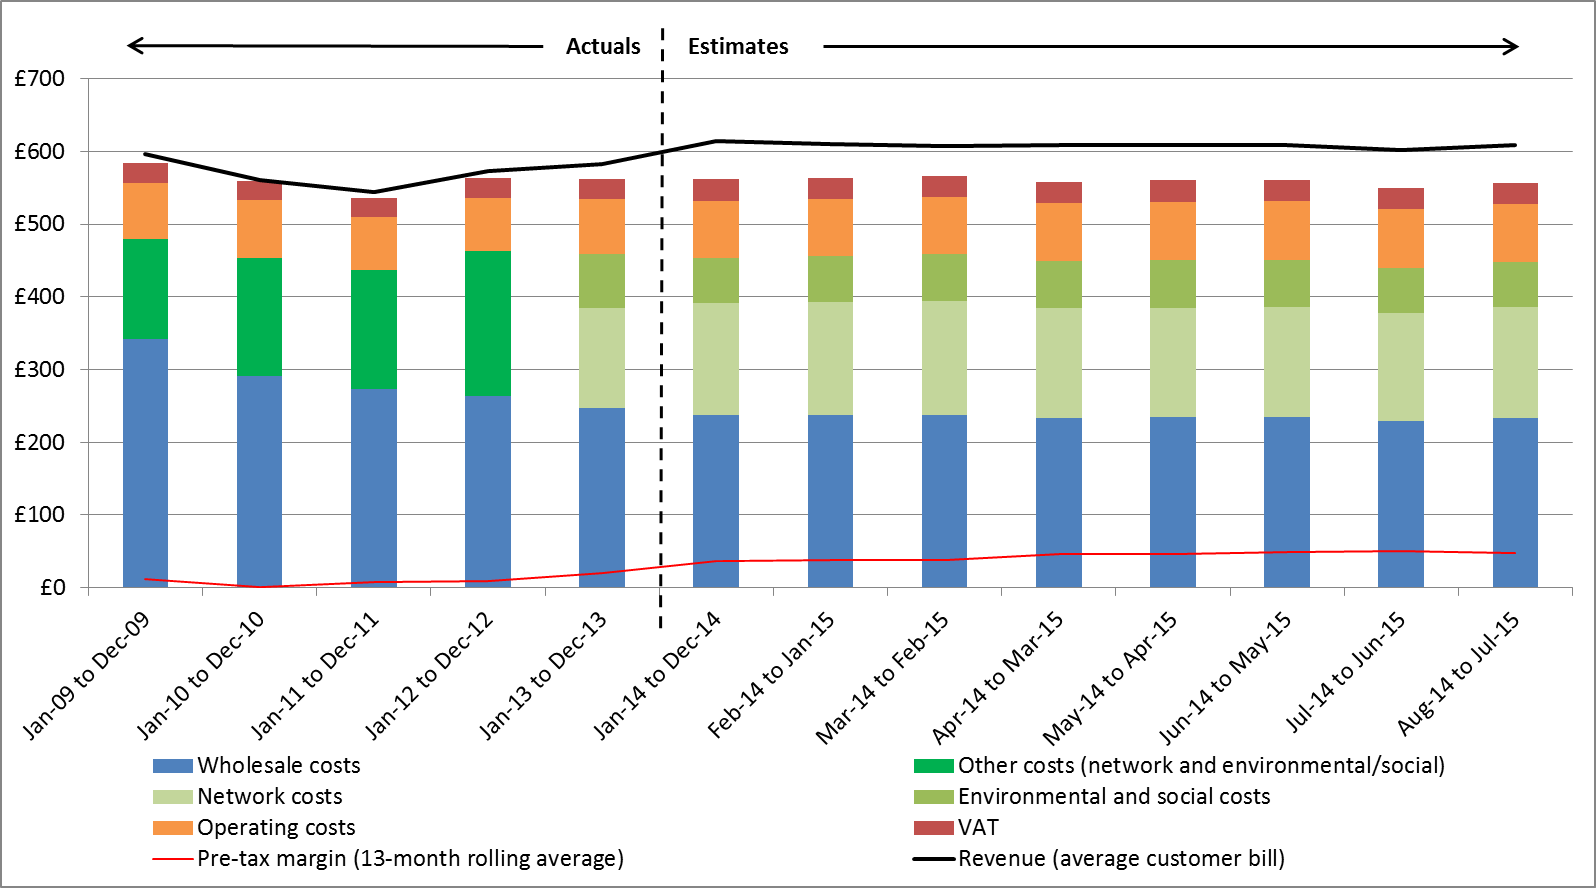 Actuals
Estimates
£700
£600
£500
£400
£300
£200
£100
£0
Jan-09 to Dec-09
Jan-10 to Dec-10
Jan-11 to Dec-11
Jan-12 to Dec-12
Jan-13 to Dec-13
Jan-14 to Dec-14
Feb-14 to Jan-15
Mar-14 to Feb-15
Apr-14 to Mar-15
May-14 to Apr-15
Jun-14 to May-15
Jul-14 to Jun-15
Aug-14 to Jul-15
Wholesale costs
Other costs (network and environmental/social)
Network costs
Environmental and social costs
Operating costs
VAT
Pre-tax margin (13-month rolling average)
Revenue (average customer bill)